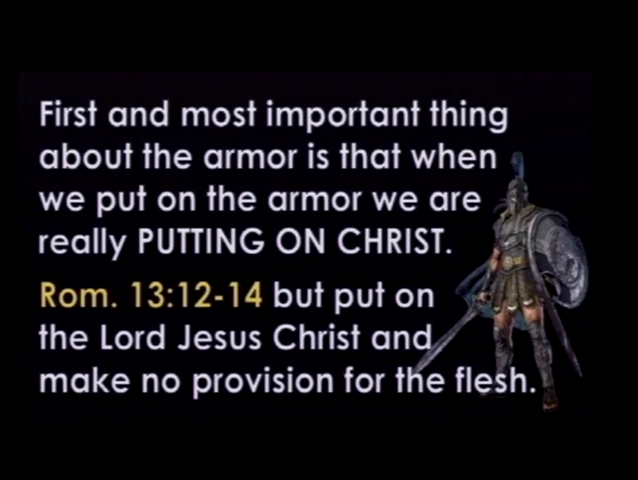 First and most important thing
about the armor is that when
we put on the armor we are
really PUTTING ON CHRIST.
Rom. 13:12-14 but put on
the Lord Jesus Christ and
make no provision for the flesh.